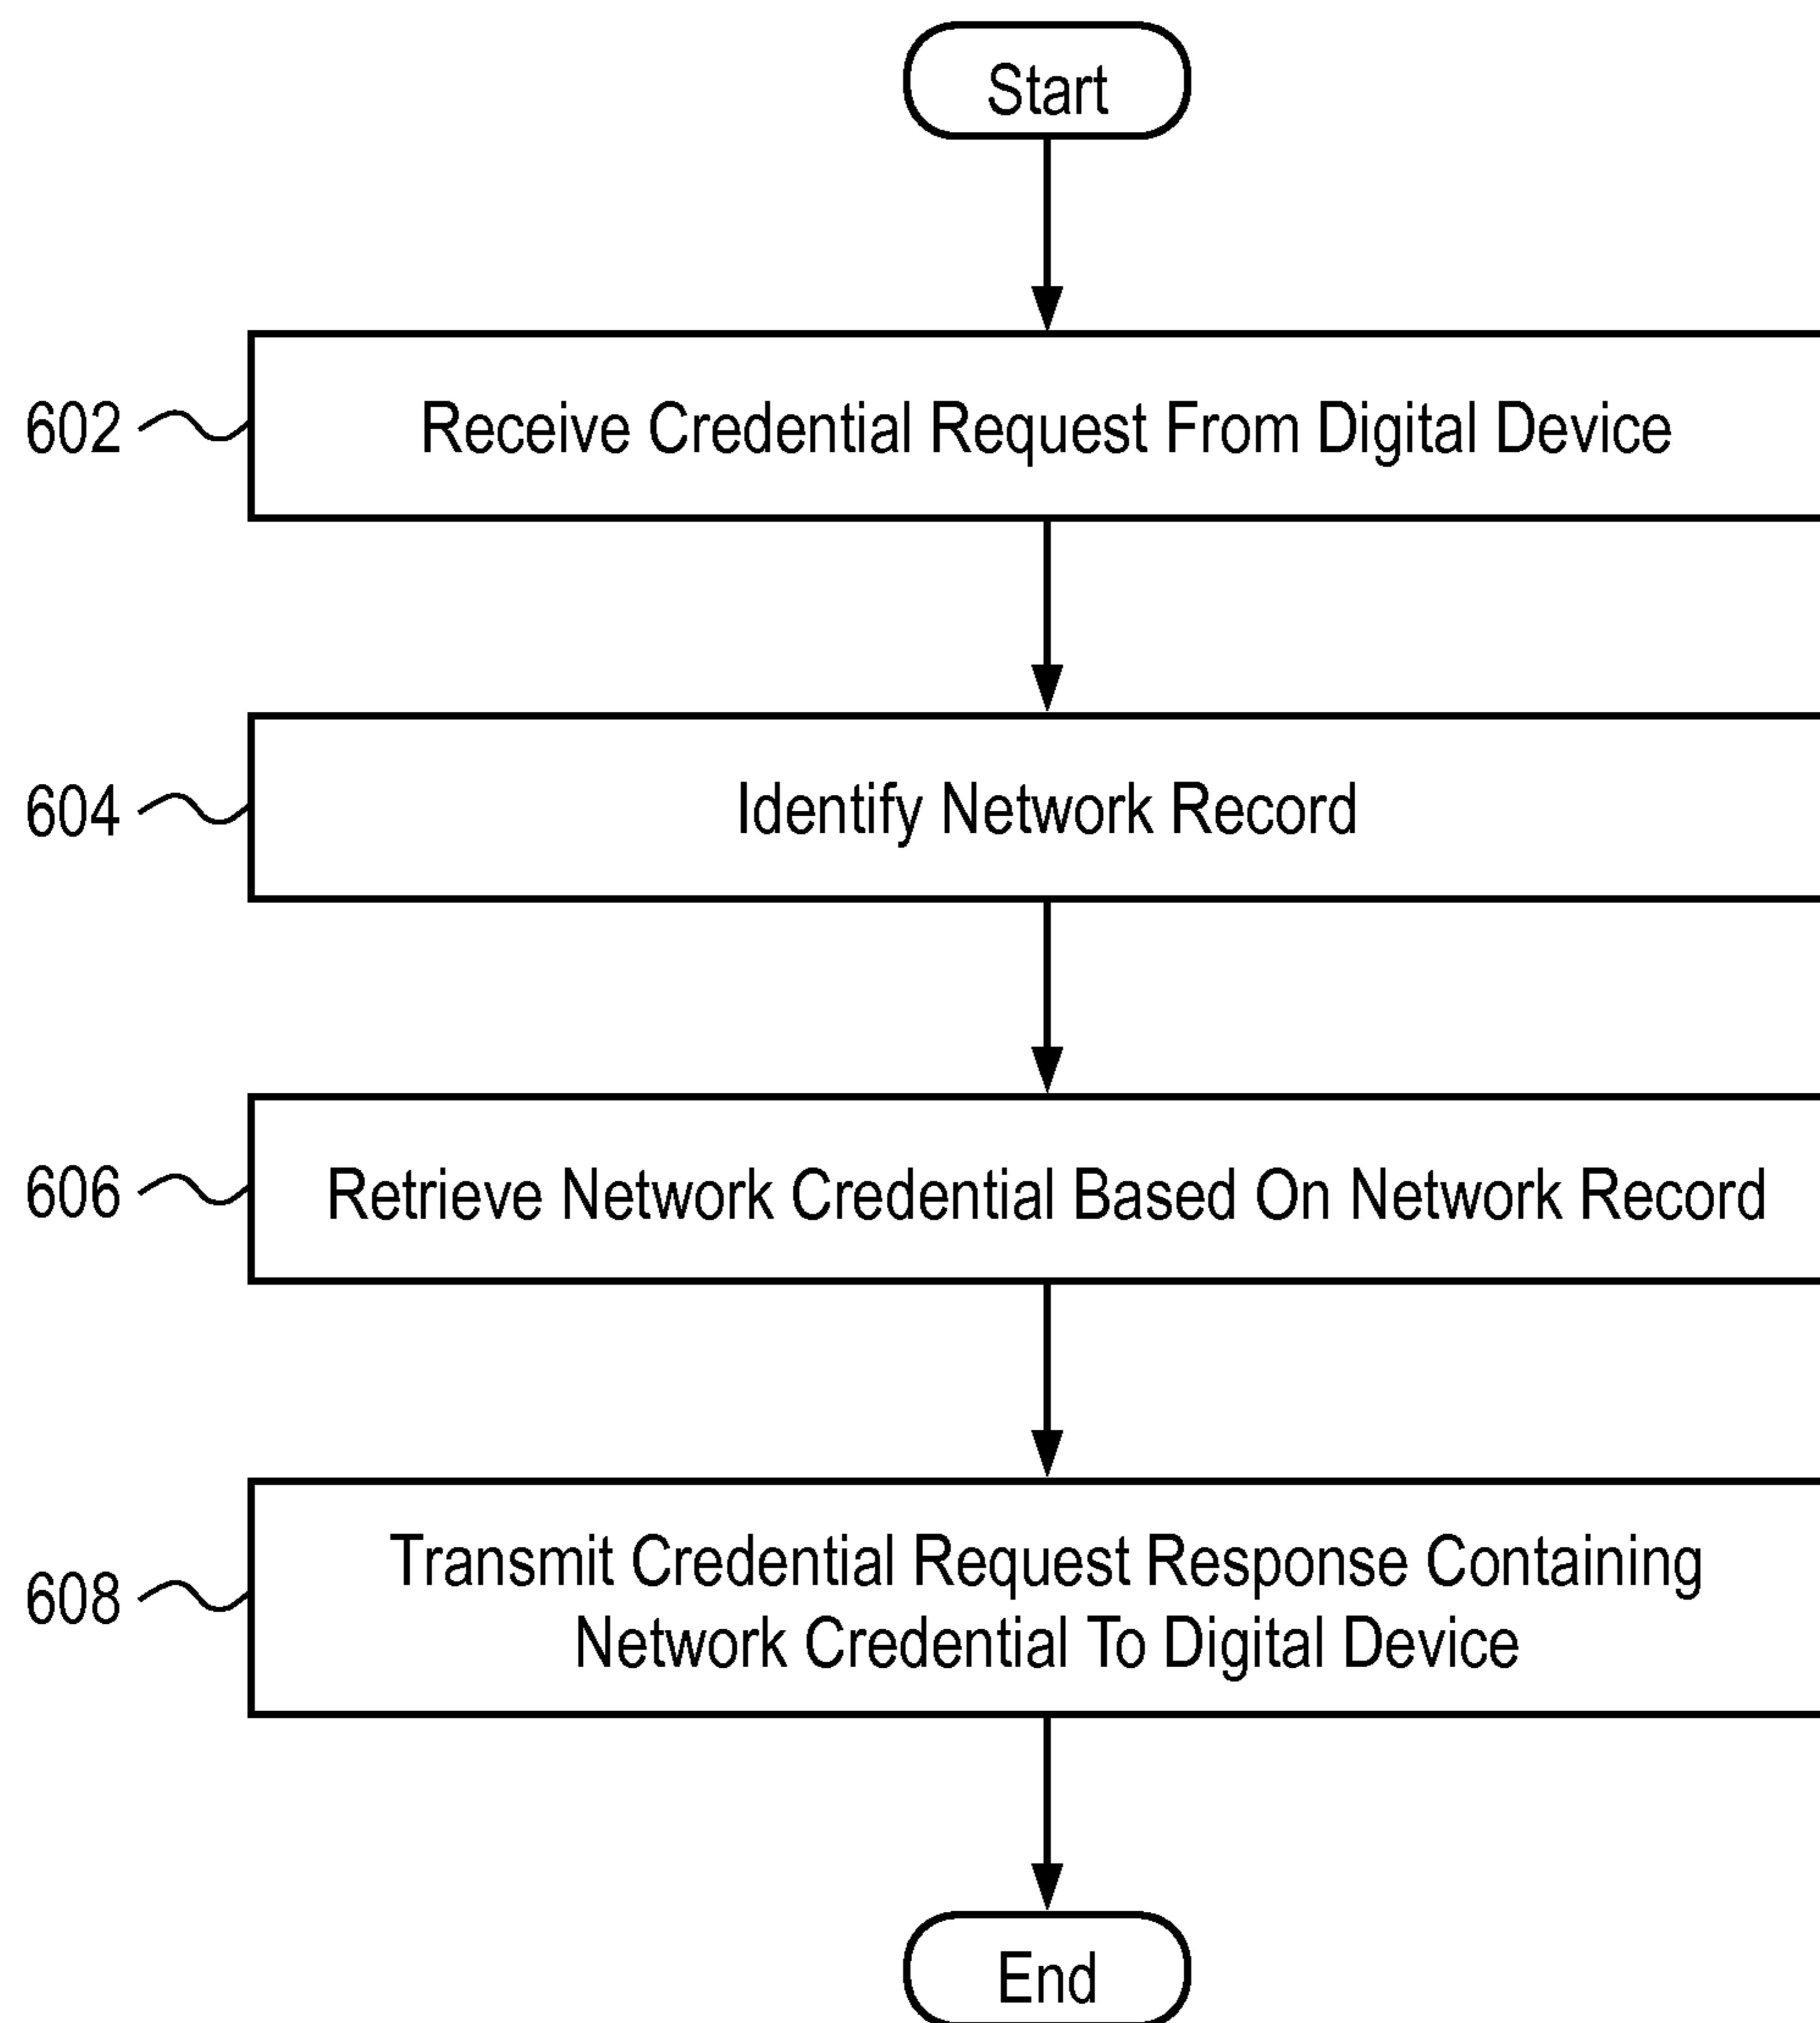 Start
602
Receive Credential Request From Digital Device
604
Identify Network Record
606
Retrieve Network Credential Based On Network Record
608
Transmit Credential Request Response Containing
Network Credential To Digital Device
End